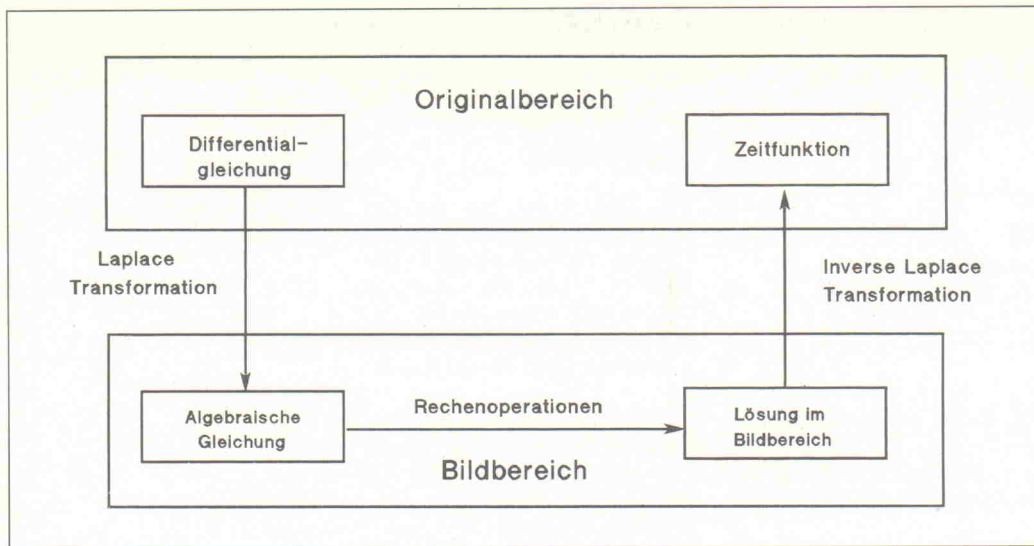 Originalbereich
Differential-
gleichung
Zeitfunktion
Laplace
Transformation
Inverse Laplace
Transformation
Algebraische
Gleichung
Rechenoperationen
Lösung im
Bildbereich
Bildbereich